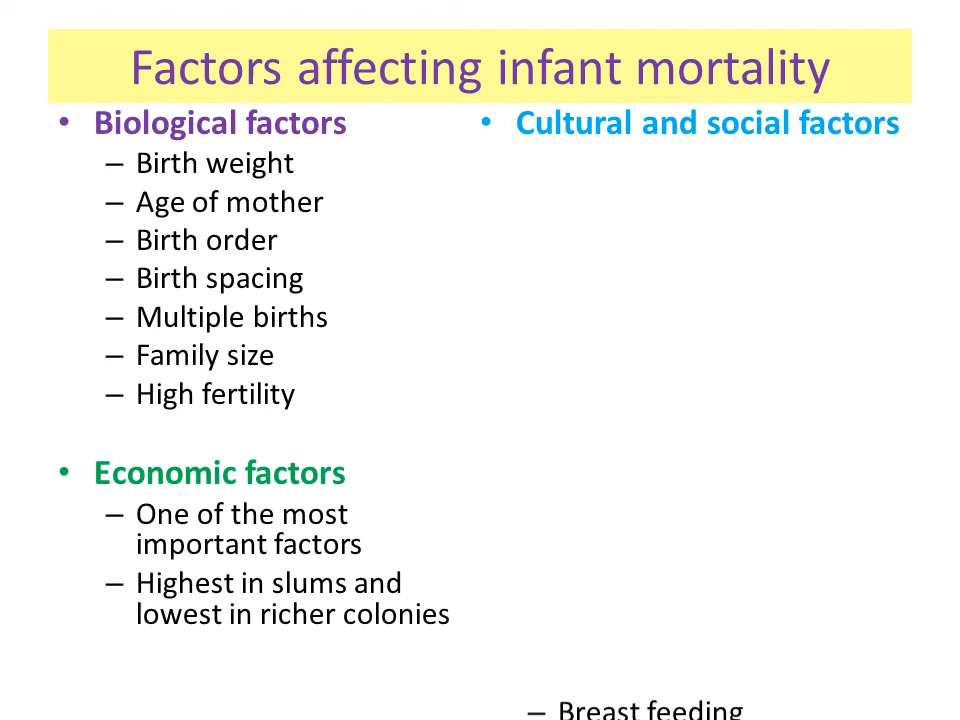 Factors affecting infant mortality
• Biological factors
– Birth weight
– Age of mother
– Birth order
– Birth spacing
– Multiple births
– Family size
– High fertility
• Economic factors
– One of the most
important factors
– Highest in slums and
lowest in richer colonies
• Cultural and social factors
– Breast feeding